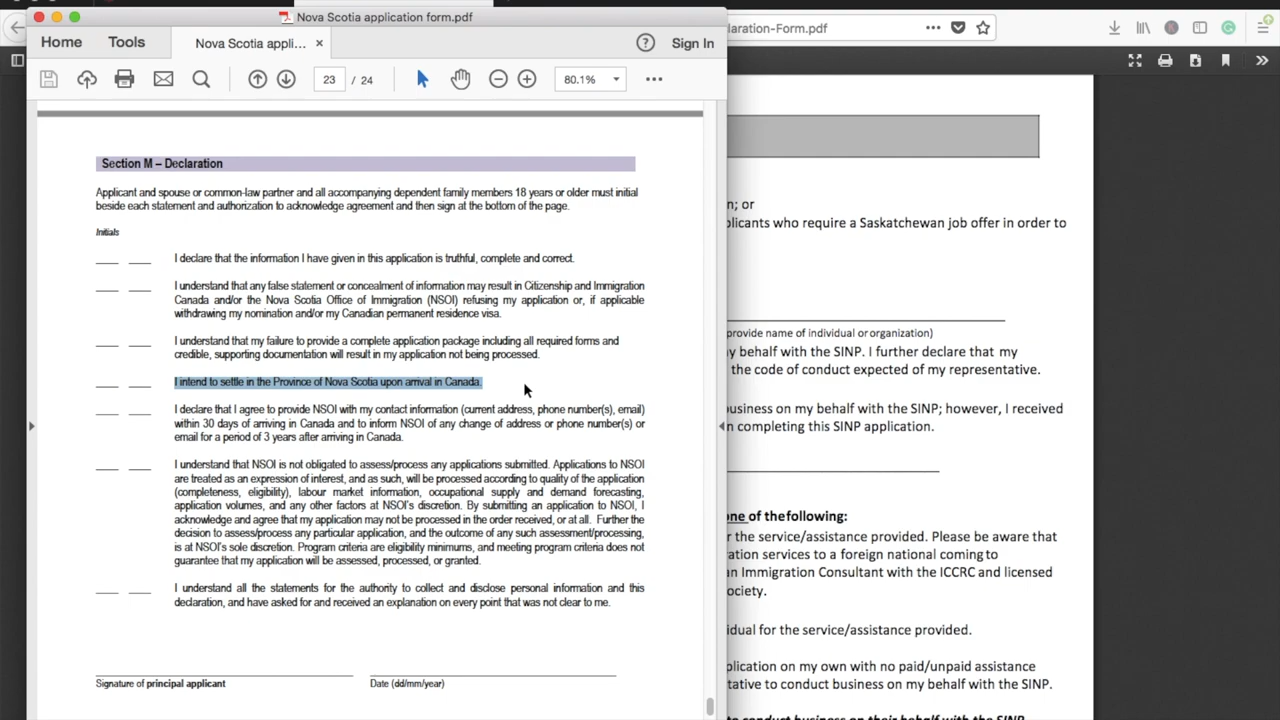 Nova Scotia application form.pdf
Home
Tools
Nova Scotia appli...
×
?
Sign In
23 / 24
80.1%
Section M – Declaration
Applicant and spouse or common-law partner and all accompanying dependent family members 18 years or older must initial
beside each statement and authorization to acknowledge agreement and then sign at the bottom of the page.
Initials
I declare that the information I have given in this application is truthful, complete and correct.
I understand that any false statement or concealment of information may result in Citizenship and Immigration
Canada and/or the Nova Scotia Office of Immigration (NSOI) refusing my application or, if applicable
withdrawing my nomination and/or my Canadian permanent residence visa.
I understand that my failure to provide a complete application package including all required forms and
credible, supporting documentation will result in my application not being processed.
I intend to settle in the Province of Nova Scotia upon arrival in Canada.
I declare that I agree to provide NSOI with my contact information (current address, phone number(s), email)
within 30 days of arriving in Canada and to inform NSOI of any change of address or phone number(s) or
email for a period of 3 years after arriving in Canada.
I understand that NSOI is not obligated to assess/process any applications submitted. Applications to NSOI
are treated as an expression of interest, and as such, will be processed according to quality of the application
(completeness, eligibility), labour market information, occupational supply and demand forecasting,
application volumes, and any other factors at NSOI's discretion. By submitting an application to NSOI, I
acknowledge and agree that my application may not be processed in the order received, or at all. Further the
decision to assess/process any particular application, and the outcome of any such assessment/processing,
is at NSOI's sole discretion. Program criteria are eligibility minimums, and meeting program criteria does not
guarantee that my application will be assessed, processed, or granted.
I understand all the statements for the authority to collect and disclose personal information and this
declaration, and have asked for and received an explanation on every point that was not clear to me.
Signature of principal applicant
Date (dd/mm/year)
laration-Form.pdf
n; or
plicants who require a Saskatchewan job offer in order to
provide name of individual or organization)
y behalf with the SINP. I further declare that my
the code of conduct expected of my representative.
business on my behalf with the SINP; however, I received
n completing this SINP application.
one of the following:
r the service/assistance provided. Please be aware that
ration services to a foreign national coming to
an Immigration Consultant with the ICCRC and licensed
ociety.
idual for the service/assistance provided.
plication on my own with no paid/unpaid assistance
tative to conduct business on my behalf with the SINP.
to conduct business on their behalf with the SINP